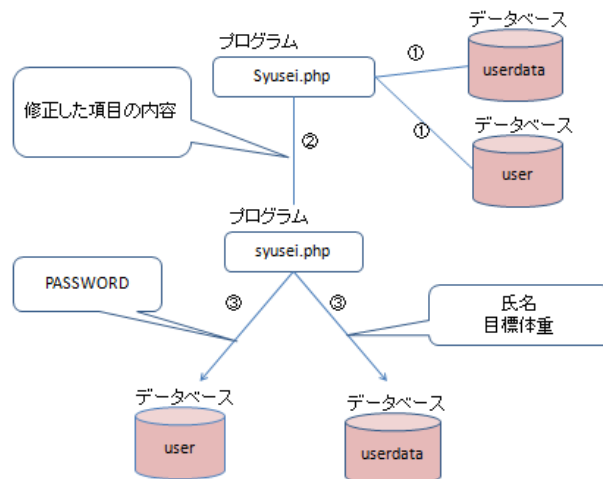 データベース
プログラム
①
userdata
Syusei.php
修正した項目の内容
データベース
①
②
user
プログラム
syusei.php
PASSWORD
③
③
氏名
目標体重
データベース
データベース
user
userdata